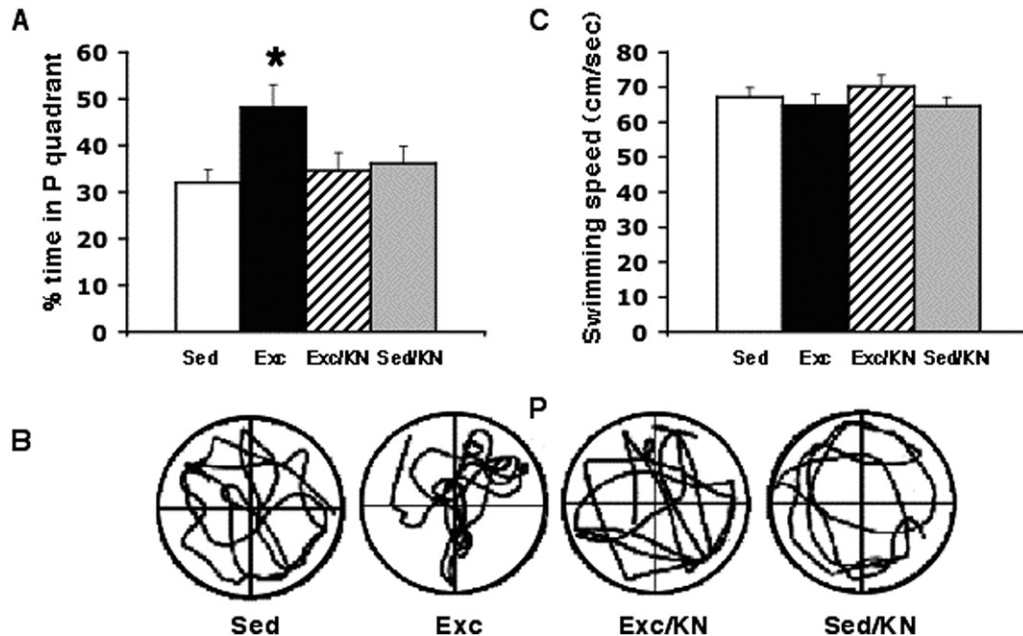 A
% time in P quadrant
60
50
40
30
20
10
0
*
Sed Exc Exc/KN Sed/KN
C
Swimming speed (cm/sec)
80
70
60
50
40
30
20
10
0
Sed Exc Exc/KN Sed/KN
B
P
Sed Exc Exc/KN Sed/KN